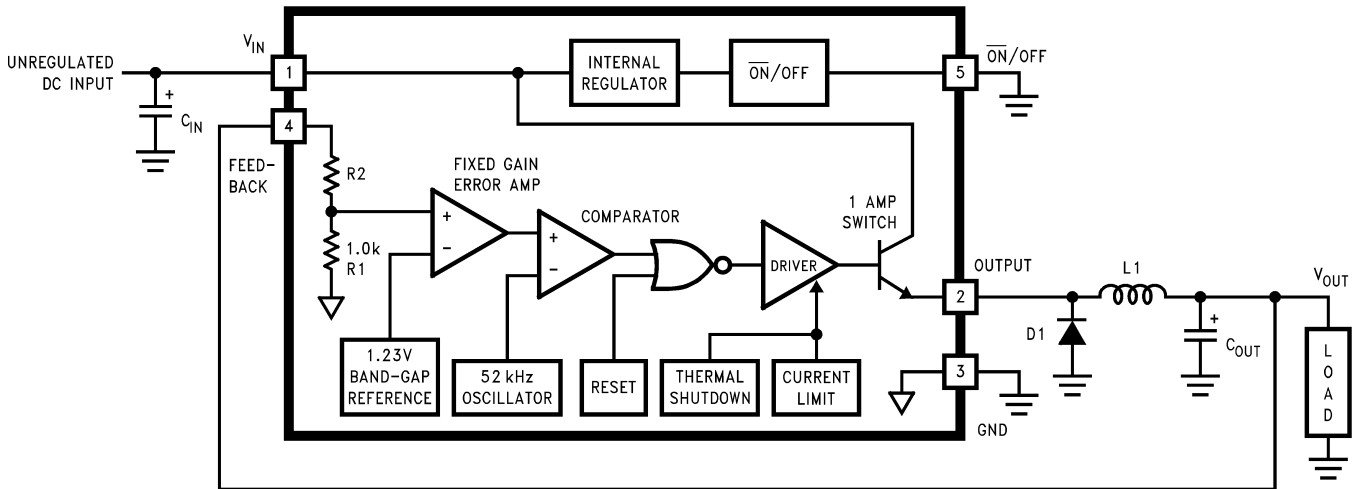 UNREGULATED
DC INPUT
+
C_IN
V_IN
1
4
FEED-
BACK
R2
1.0k
R1
INTERNAL
REGULATOR
O̅N̅/OFF
5
O̅N̅/OFF
FIXED GAIN
ERROR AMP
+
−
COMPARATOR
+
−
1 AMP
SWITCH
DRIVER
1.23V
BAND-GAP
REFERENCE
52 kHz
OSCILLATOR
RESET
THERMAL
SHUTDOWN
CURRENT
LIMIT
OUTPUT
2
3
GND
D1
L1
+
C_OUT
V_OUT
L
O
A
D